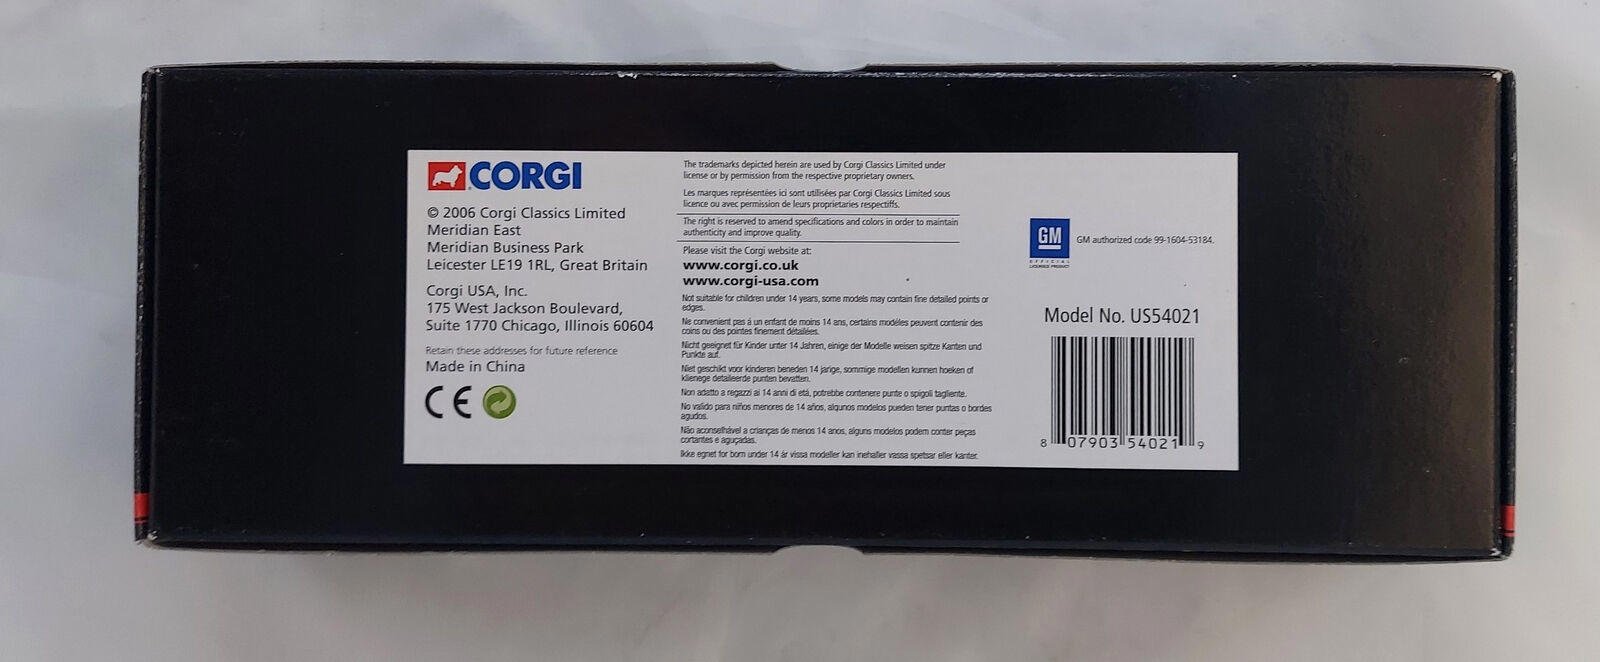 CORGI
© 2006 Corgi Classics Limited
Meridian East
Meridian Business Park
Leicester LE19 1RL, Great Britain
Corgi USA, Inc.
175 West Jackson Boulevard,
Suite 1770 Chicago, Illinois 60604
Retain these addresses for future reference
Made in China
CE
The trademarks depicted herein are used by Corgi Classics Limited under
license or by permission from the respective proprietary owners.
Les marques représentées ici sont utilisées par Corgi Classics Limited sous
licence ou avec permission de leurs proprietaries respectifs.
The right is reserved to amend specifications and colors in order to maintain
authenticity and improve quality.
Please visit the Corgi website at:
www.corgi.co.uk
www.corgi-usa.com
Not suitable for children under 14 years, some models may contain fine detailed points or
edges.
Ne convenient pas à un enfant de moins 14 ans, certains modèles peuvent contenir des
coins ou des pointes finement détailées.
Nicht geeignet für Kinder unter 14 Jahren, einige der Modelle weisen spitze Kanten und
Punkte auf.
Niet geschikt voor kinderen beneden 14 jarige, sommige modellen kunnen hoeken of
klienege detaileerde punten bevatten.
Non adatto a regazzi ai 14 anni di etá, potrebbe contenere punte o spigoli tagliente.
No valido para niños menores de 14 años, algunos modelos pueden tener puntas o bordes
agudos.
Não aconselhável a crianças de menos 14 anos, alguns modelos podem conter peças
cortantes e aguçadas.
Ikke egnet for born under 14 år vissa modeller kan inehaller vassa spetsar eller kanter.
GM
OFFICIAL
LICENSED PRODUCT
GM authorized code 99-1604-53184.
Model No. US54021
8 07903 54021 9